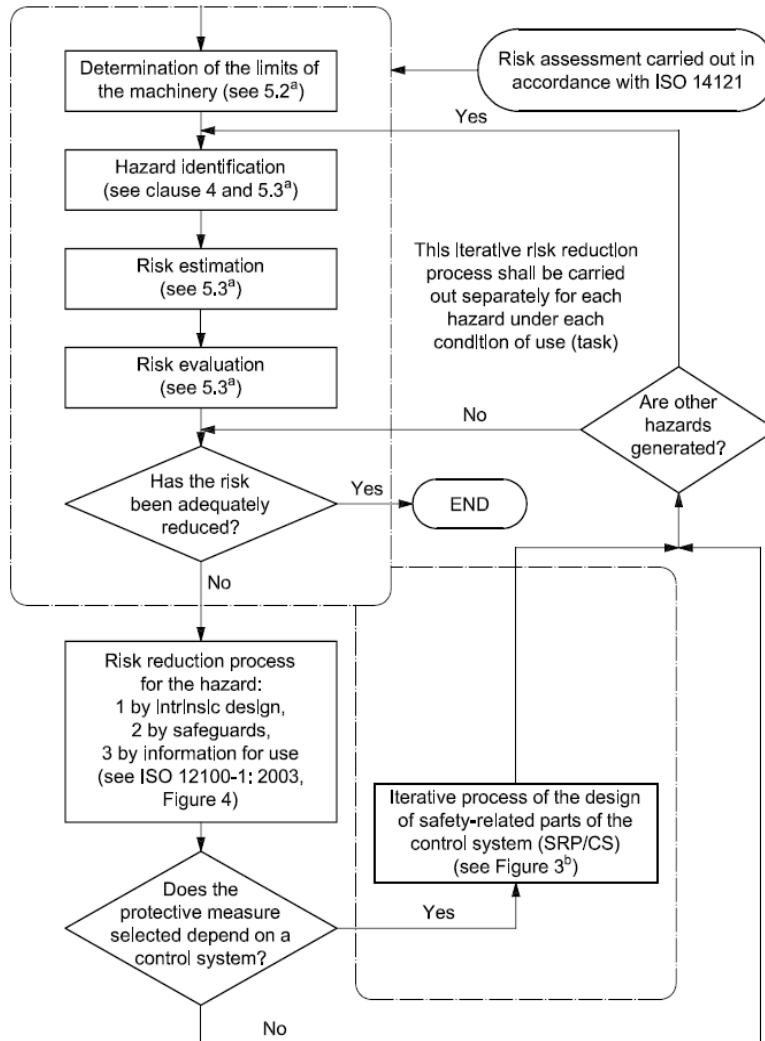 Determination of the limits of
the machinery (see 5.2ᵃ)
Risk assessment carried out in
accordance with ISO 14121
Yes
Hazard identification
(see clause 4 and 5.3ᵃ)
Risk estimation
(see 5.3ᵃ)
This iterative risk reduction
process shall be carried
out separately for each
hazard under each
condition of use (task)
Risk evaluation
(see 5.3ᵃ)
No
Are other
hazards
generated?
Has the risk
been adequately
reduced?
Yes
END
No
Risk reduction process
for the hazard:
1 by intrinsic design,
2 by safeguards,
3 by information for use
(see ISO 12100-1: 2003,
Figure 4)
Iterative process of the design
of safety-related parts of the
control system (SRP/CS)
(see Figure 3ᵇ)
Does the
protective measure
selected depend on a
control system?
Yes
No